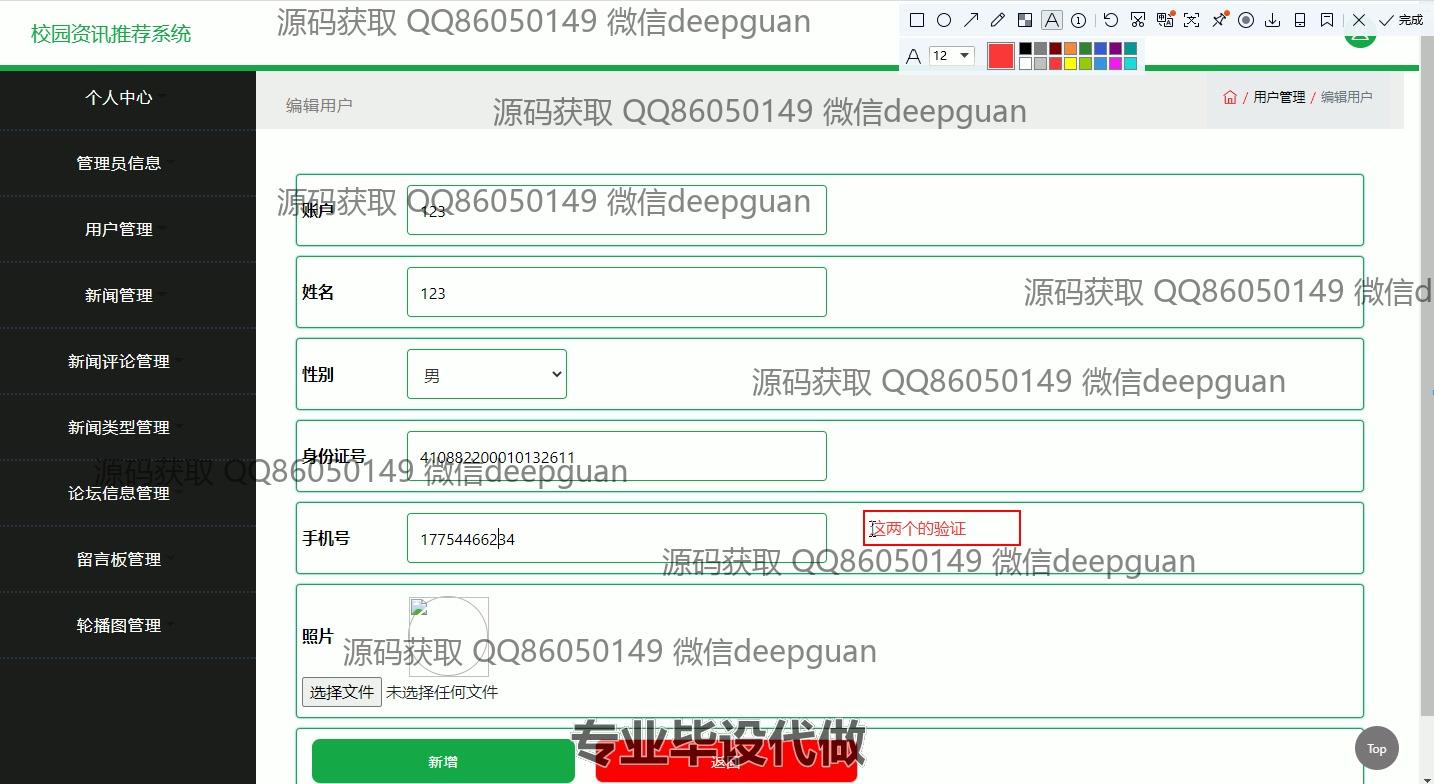 校园资讯推荐系统
源码获取 QQ86050149 微信deepguan
完成
12
个人中心
编辑用户
源码获取 QQ86050149 微信deepguan
/ 用户管理 / 编辑用户
管理员信息
用户管理
新闻管理
新闻评论管理
新闻类型管理
论坛信息管理
留言板管理
轮播图管理
源码获取 QQ86050149 微信deepguan
账户
123
姓名
123
源码获取 QQ86050149 微信d
性别
男
源码获取 QQ86050149 微信deepguan
身份证号
410882200010132611
源码获取 QQ86050149 微信deepguan
手机号
17754466234
这两个的验证
源码获取 QQ86050149 微信deepguan
照片
源码获取 QQ86050149 微信deepguan
选择文件 未选择任何文件
专业毕设代做
新增
返回
Top